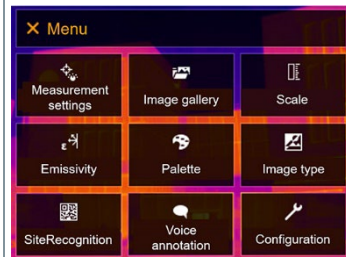 Menu
Measurement
settings
Image gallery
Scale
Emissivity
Palette
Image type
SiteRecognition
Voice
annotation
Configuration